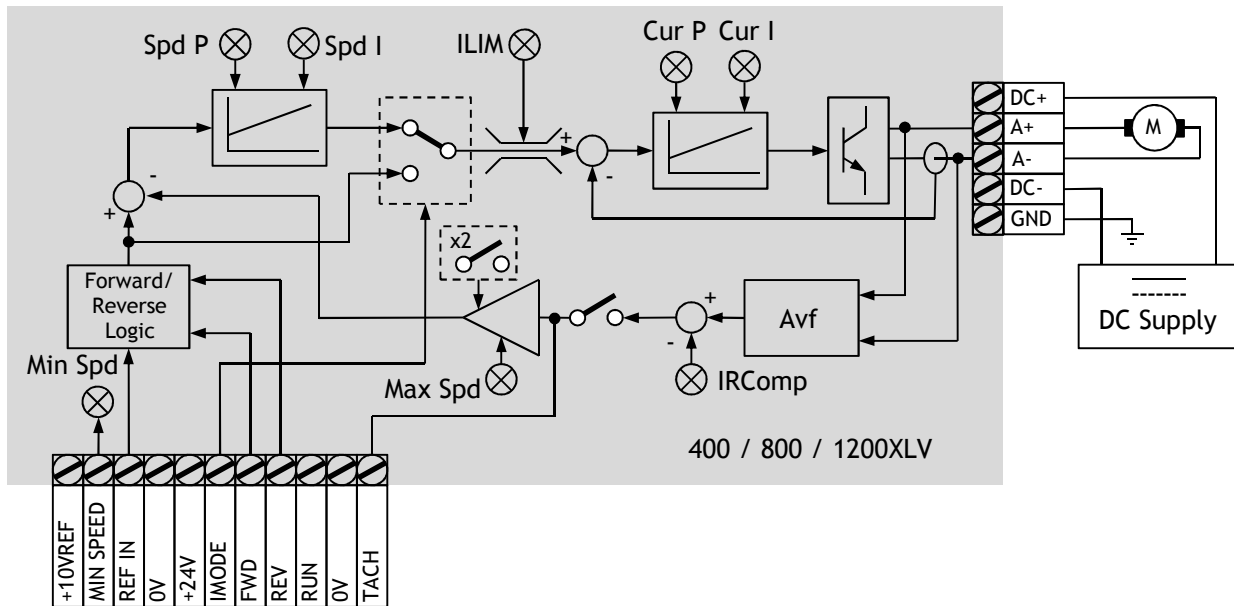 Spd P
Spd I
ILIM
Cur P
Cur I
DC+
A+
M
A-
DC-
GND
+
-
-
+
x2
Forward/
Reverse
Logic
+
-
Avf
DC Supply
Min Spd
Max Spd
IRComp
400 / 800 / 1200XLV
+10VREF
MIN SPEED
REF IN
0V
+24V
IMODE
FWD
REV
RUN
0V
TACH